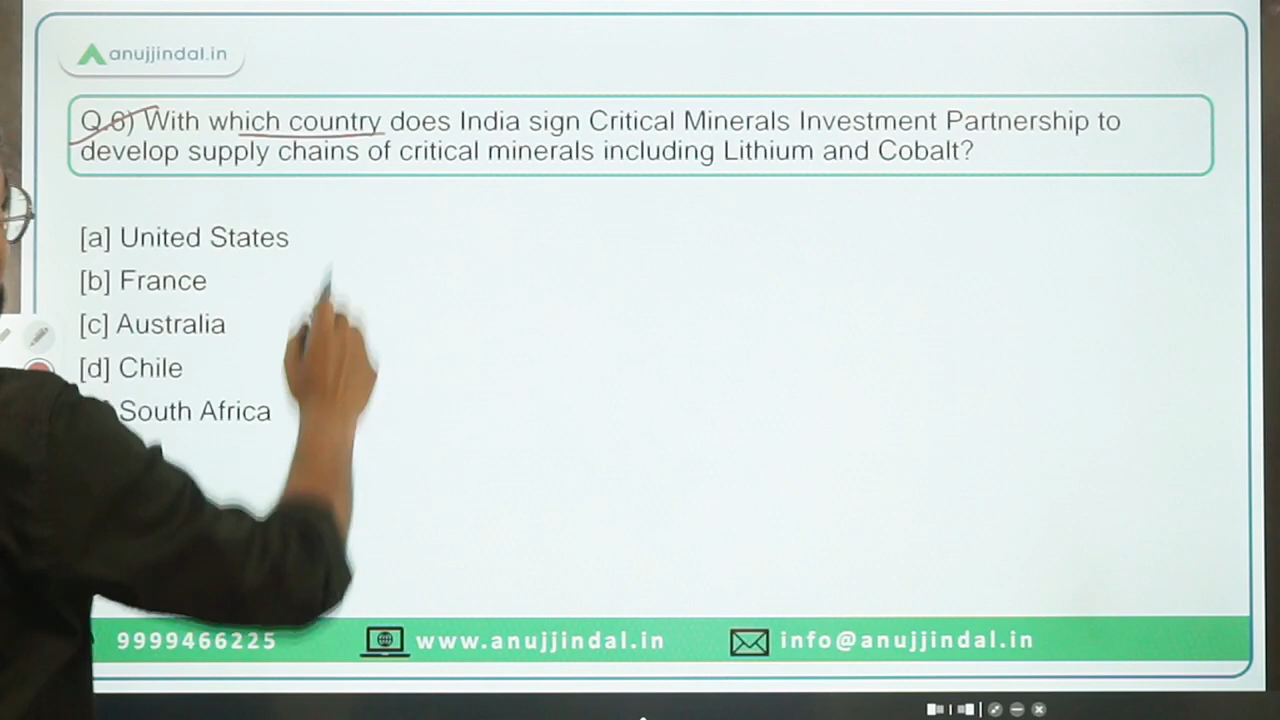 anujjindal.in
Q.6) With which country does India sign Critical Minerals Investment Partnership to
develop supply chains of critical minerals including Lithium and Cobalt?
[a] United States
[b] France
[c] Australia
[d] Chile
South Africa
9999466225 www.anujjindal.in info@anujjindal.in